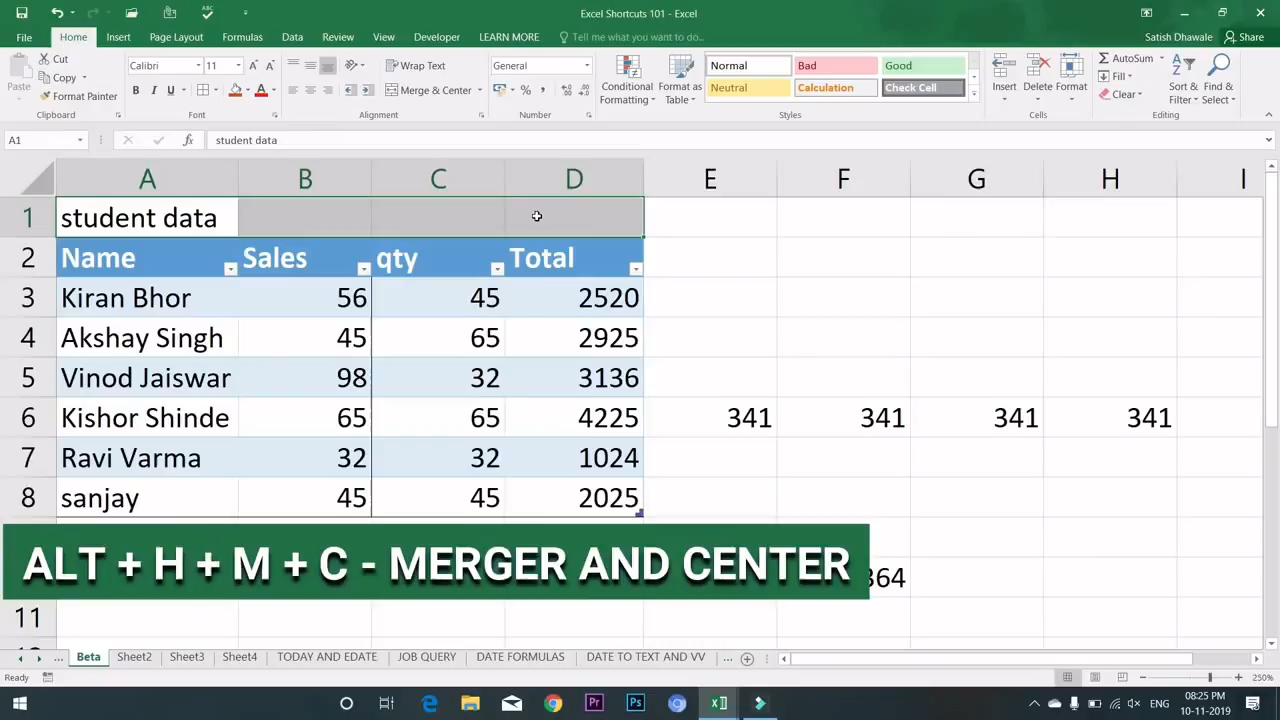 Excel Shortcuts 101 - Excel
File Home Insert Page Layout Formulas Data Review View Developer LEARN MORE Tell me what you want to do... Satish Dhawale Share
Paste
Cut
Copy
Format Painter
Clipboard
Calibri 11
B I U
Font
Wrap Text
Merge & Center
Alignment
General
%
Number
Conditional Formatting
Format as Table
Normal Bad Good
Neutral Calculation Check Cell
Styles
Insert Delete Format
Cells
AutoSum
Fill
Clear
Sort & Filter
Find & Select
Editing
A1 fx student data
A B C D E F G H I
1 student data
2 Name Sales qty Total
3 Kiran Bhor 56 45 2520
4 Akshay Singh 45 65 2925
5 Vinod Jaiswar 98 32 3136
6 Kishor Shinde 65 65 4225 341 341 341 341
7 Ravi Varma 32 32 1024
8 sanjay 45 45 2025
ALT + H + M + C - MERGER AND CENTER
11
... Beta Sheet2 Sheet3 Sheet4 TODAY AND EDATE JOB QUERY DATE FORMULAS DATE TO TEXT AND VV ...
Ready 250%
Pr Ps ENG 08:25 PM
10-11-2019